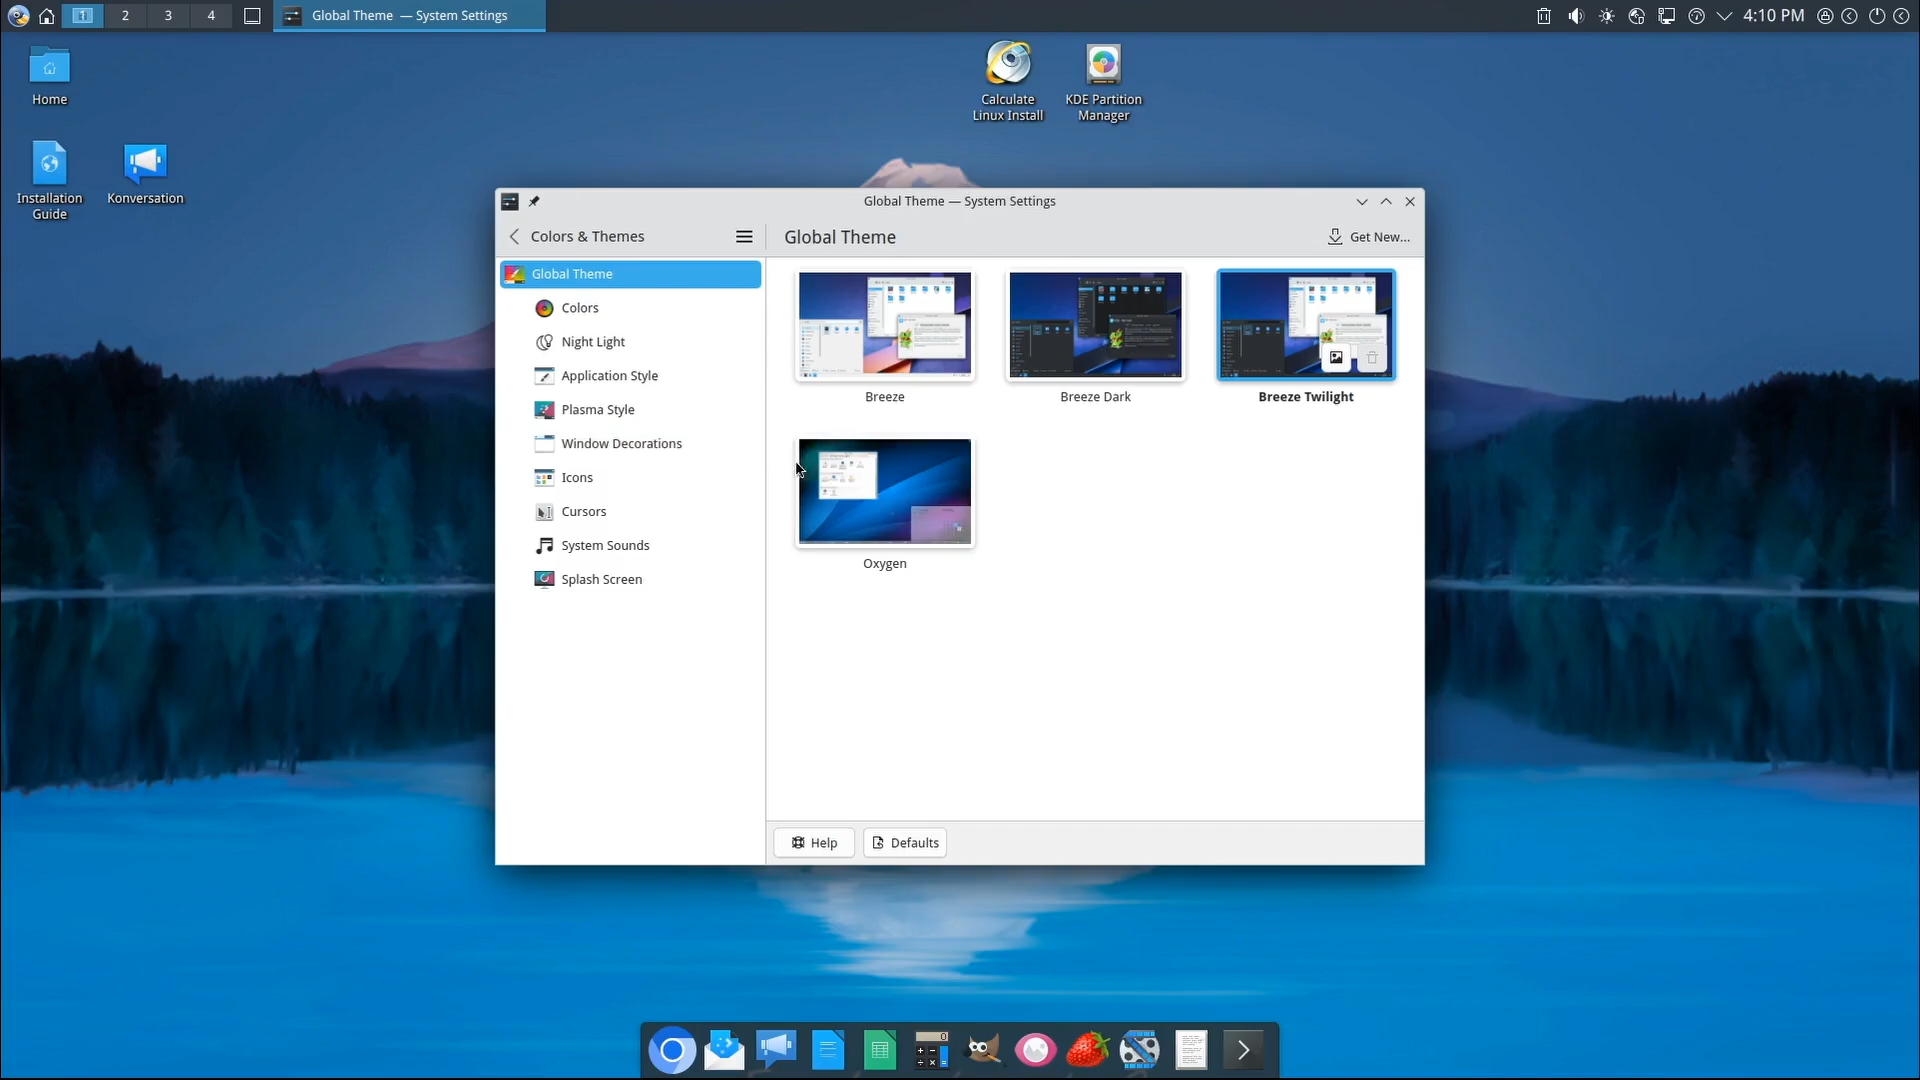 1
2
3
4
Global Theme — System Settings
4:10 PM
Home
Calculate
Linux Install
KDE Partition
Manager
Installation
Guide
Konversation
Global Theme — System Settings
Colors & Themes
Global Theme
Get New...
Global Theme
Colors
Night Light
Application Style
Plasma Style
Window Decorations
Icons
Cursors
System Sounds
Splash Screen
Breeze
Breeze Dark
Breeze Twilight
Oxygen
Help
Defaults
0